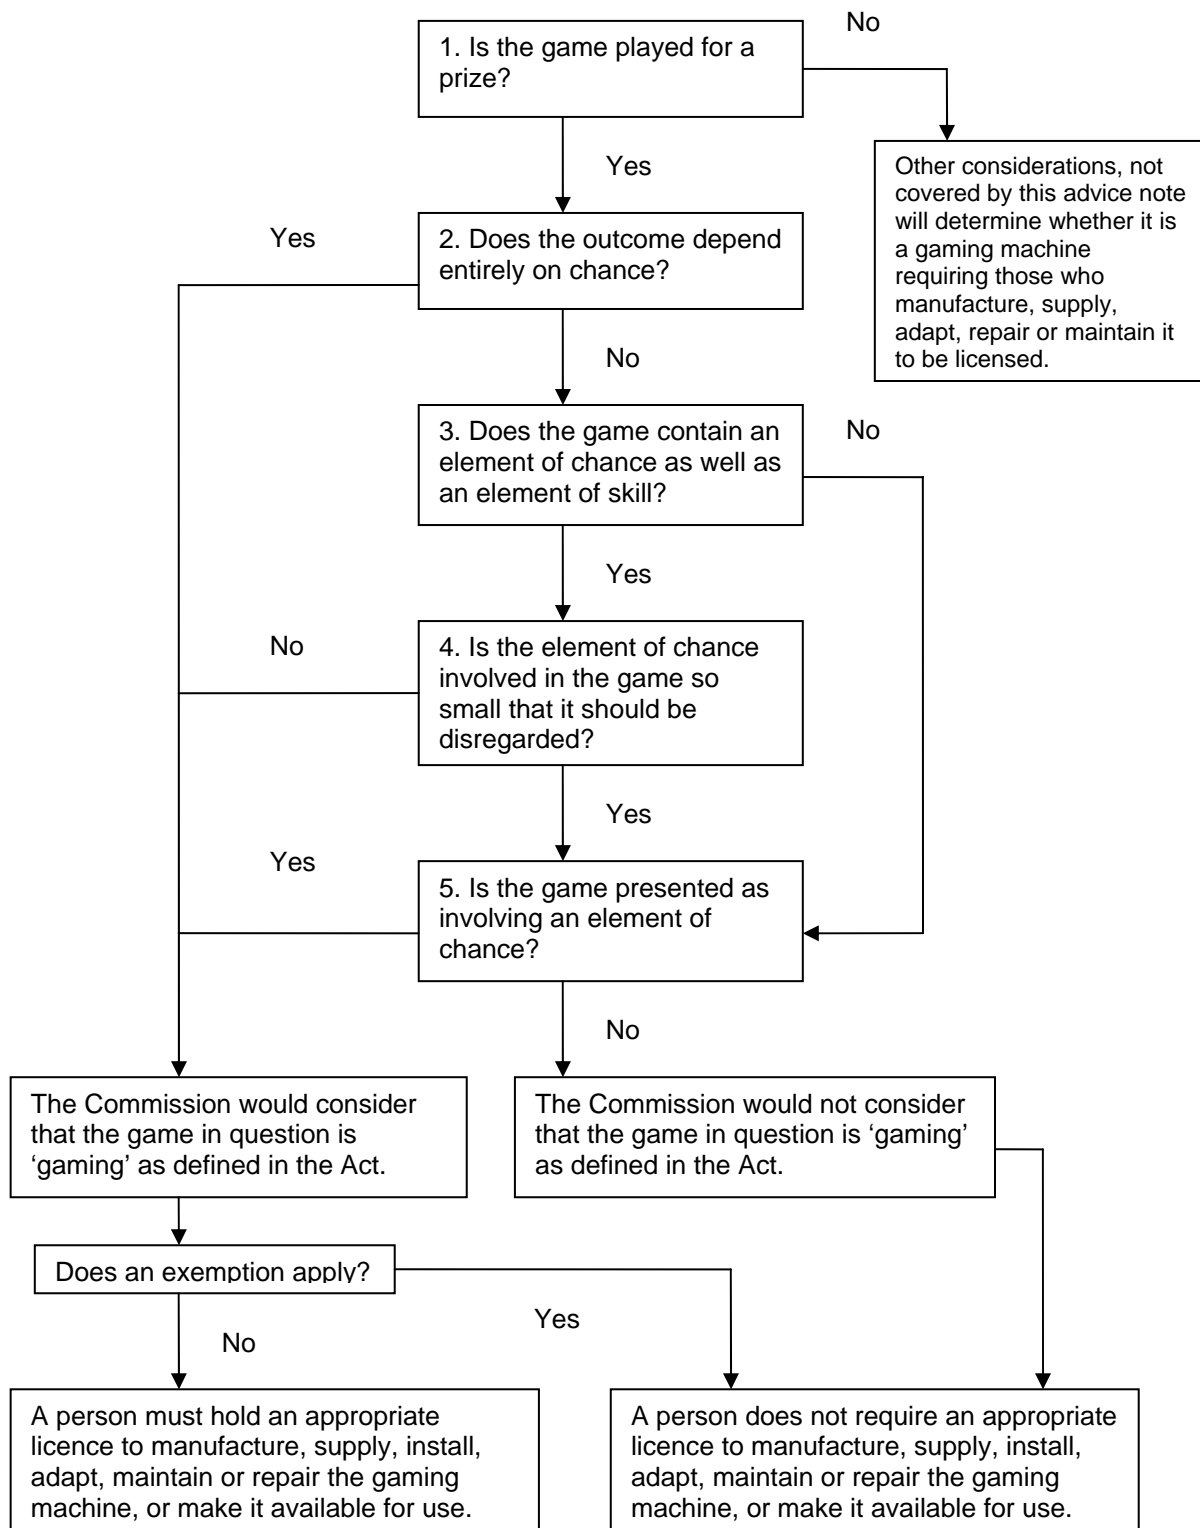 No
1. Is the game played for a
prize?
Yes
Other considerations, not
covered by this advice note
will determine whether it is
a gaming machine
requiring those who
manufacture, supply,
adapt, repair or maintain it
to be licensed.
Yes
2. Does the outcome depend
entirely on chance?
No
3. Does the game contain an
element of chance as well as
an element of skill?
No
Yes
No
4. Is the element of chance
involved in the game so
small that it should be
disregarded?
Yes
Yes
5. Is the game presented as
involving an element of
chance?
No
The Commission would consider
that the game in question is
‘gaming’ as defined in the Act.
The Commission would not consider
that the game in question is ‘gaming’
as defined in the Act.
Does an exemption apply?
Yes
No
A person must hold an appropriate
licence to manufacture, supply, install,
adapt, maintain or repair the gaming
machine, or make it available for use.
A person does not require an appropriate
licence to manufacture, supply, install,
adapt, maintain or repair the gaming
machine, or make it available for use.